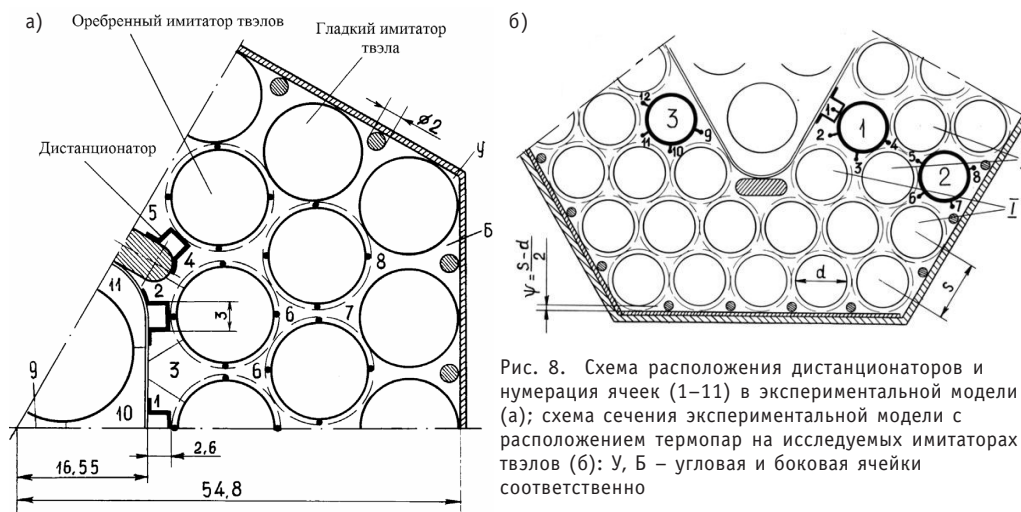 а)
Оребренный имитатор твэлов
Гладкий имитатор
твэла
⌀2
У
Дистанционатор
5
4
Б
8
11
2
3
6
7
9
3
6
10
1
2,6
16,55
54,8
б)
12
3
9
11
10
1
2
1
4
3
5
2
8
6
7
I
ψ=S-d/2
d
S
Рис. 8. Схема расположения дистанционаторов и
нумерация ячеек (1–11) в экспериментальной модели
(а); схема сечения экспериментальной модели с
расположением термопар на исследуемых имитаторах
твэлов (б): У, Б – угловая и боковая ячейки
соответственно